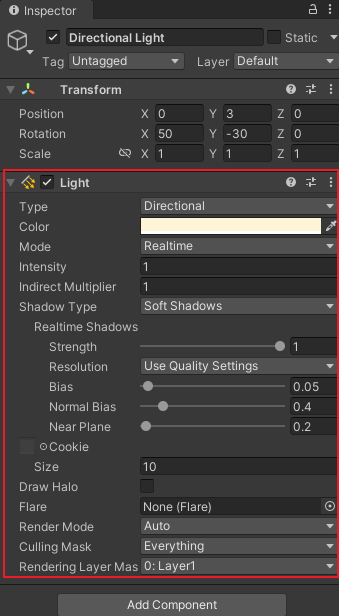 Inspector
Directional Light Static
Tag Untagged Layer Default
Transform
Position X 0 Y 3 Z 0
Rotation X 50 Y -30 Z 0
Scale X 1 Y 1 Z 1
Light
Type Directional
Color
Mode Realtime
Intensity 1
Indirect Multiplier 1
Shadow Type Soft Shadows
Realtime Shadows
Strength 1
Resolution Use Quality Settings
Bias 0.05
Normal Bias 0.4
Near Plane 0.2
Cookie
Size 10
Draw Halo
Flare None (Flare)
Render Mode Auto
Culling Mask Everything
Rendering Layer Mas 0: Layer1
Add Component